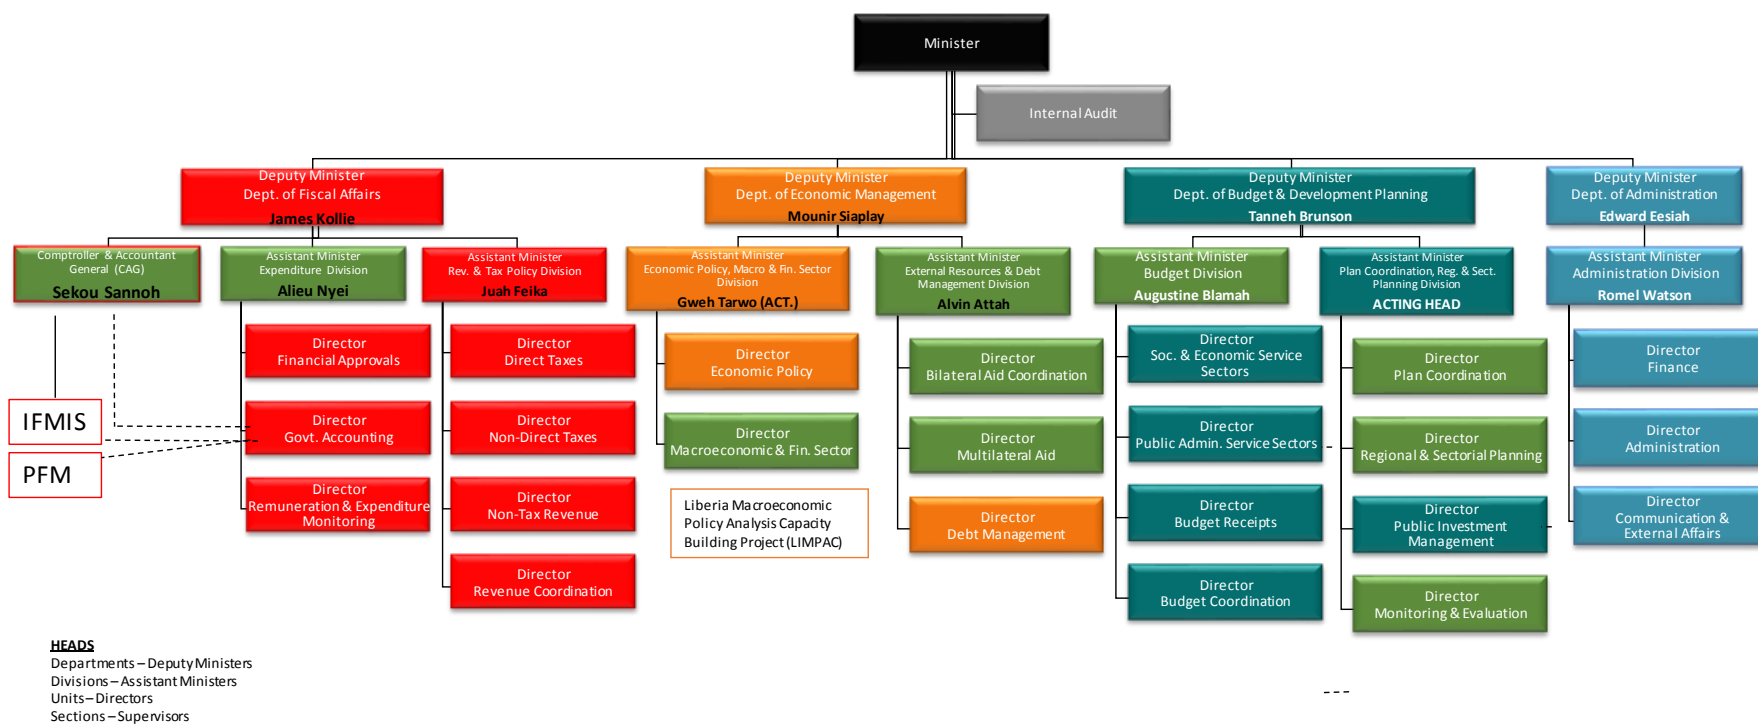 Minister
Internal Audit
Deputy Minister
Dept. of Fiscal Affairs
James Kollie
Deputy Minister
Dept. of Economic Management
Mounir Siaplay
Deputy Minister
Dept. of Budget & Development Planning
Tanneh Brunson
Deputy Minister
Dept. of Administration
Edward Eesiah
Comptroller & Accountant
General (CAG)
Sekou Sannoh
Assistant Minister
Expenditure Division
Alieu Nyei
Assistant Minister
Rev. & Tax Policy Division
Juah Feika
Assistant Minister
Economic Policy, Macro & Fin. Sector
Division
Gweh Tarwo (ACT.)
Assistant Minister
External Resources & Debt
Management Division
Alvin Attah
Assistant Minister
Budget Division
Augustine Blamah
Assistant Minister
Plan Coordination, Reg. & Sect.
Planning Division
ACTING HEAD
Assistant Minister
Administration Division
Romel Watson
IFMIS
PFM
Director
Financial Approvals
Director
Govt. Accounting
Director
Remuneration & Expenditure
Monitoring
Director
Direct Taxes
Director
Non-Direct Taxes
Director
Non-Tax Revenue
Director
Revenue Coordination
Director
Economic Policy
Director
Macroeconomic & Fin. Sector
Liberia Macroeconomic
Policy Analysis Capacity
Building Project (LIMPAC)
Director
Bilateral Aid Coordination
Director
Multilateral Aid
Director
Debt Management
Director
Soc. & Economic Service
Sectors
Director
Public Admin. Service Sectors
Director
Budget Receipts
Director
Budget Coordination
Director
Plan Coordination
Director
Regional & Sectorial Planning
Director
Public Investment
Management
Director
Monitoring & Evaluation
Director
Finance
Director
Administration
Director
Communication &
External Affairs
HEADS
Departments – Deputy Ministers
Divisions – Assistant Ministers
Units – Directors
Sections – Supervisors